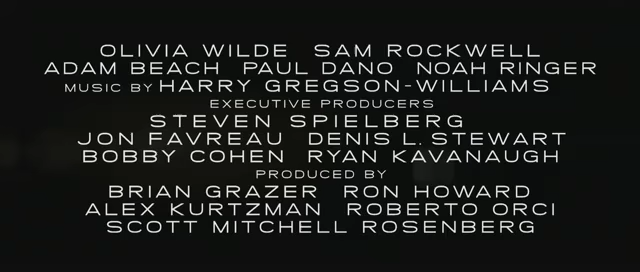 OLIVIA WILDE SAM ROCKWELL
ADAM BEACH PAUL DANO NOAH RINGER
MUSIC BY HARRY GREGSON-WILLIAMS
EXECUTIVE PRODUCERS
STEVEN SPIELBERG
JON FAVREAU DENIS L. STEWART
BOBBY COHEN RYAN KAVANAUGH
PRODUCED BY
BRIAN GRAZER RON HOWARD
ALEX KURTZMAN ROBERTO ORCI
SCOTT MITCHELL ROSENBERG